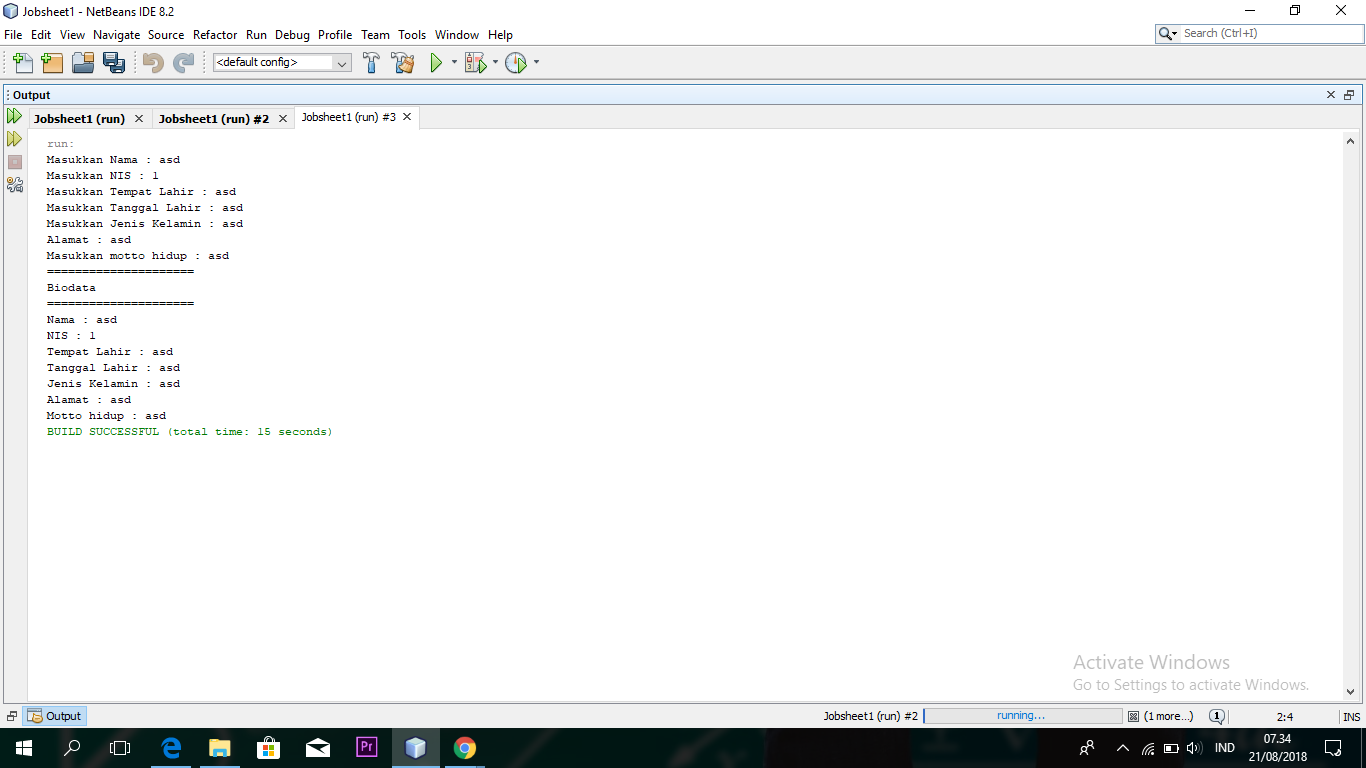 Jobsheet1 - NetBeans IDE 8.2
File Edit View Navigate Source Refactor Run Debug Profile Team Tools Window Help
Search (Ctrl+I)
<default config>
Output
Jobsheet1 (run) Jobsheet1 (run) #2 Jobsheet1 (run) #3
run:
Masukkan Nama : asd
Masukkan NIS : 1
Masukkan Tempat Lahir : asd
Masukkan Tanggal Lahir : asd
Masukkan Jenis Kelamin : asd
Alamat : asd
Masukkan motto hidup : asd
=====================
Biodata
=====================
Nama : asd
NIS : 1
Tempat Lahir : asd
Tanggal Lahir : asd
Jenis Kelamin : asd
Alamat : asd
Motto hidup : asd
BUILD SUCCESSFUL (total time: 15 seconds)
Activate Windows
Go to Settings to activate Windows.
Output
Jobsheet1 (run) #2
running...
(1 more...)
1
2:4
INS
Pr
IND
07.34
21/08/2018